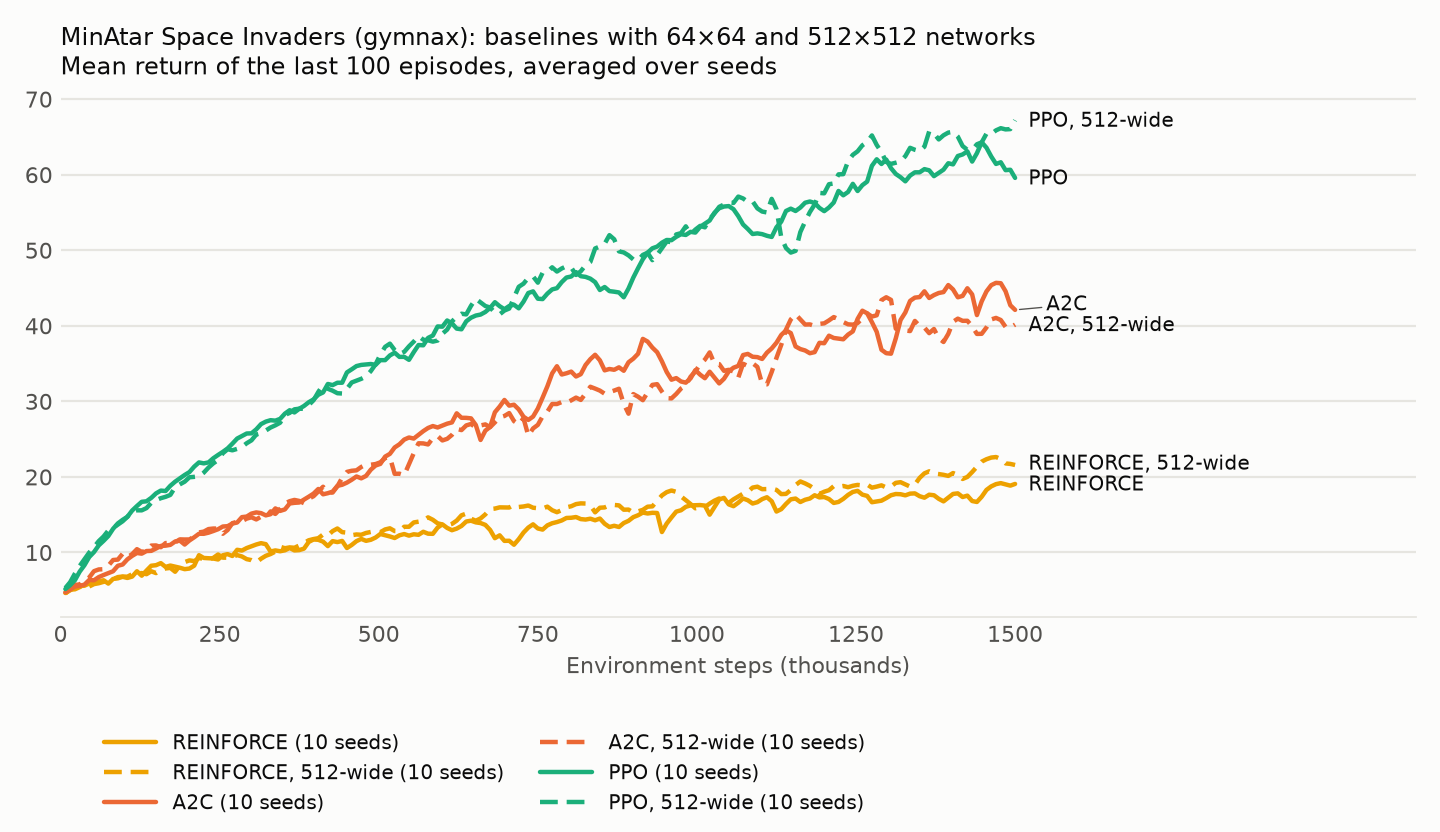 MinAtar Space Invaders (gymnax): baselines with 64×64 and 512×512 networks
Mean return of the last 100 episodes, averaged over seeds
70
60
50
40
30
20
10
PPO, 512-wide
PPO
A2C
A2C, 512-wide
REINFORCE, 512-wide
REINFORCE
0 250 500 750 1000 1250 1500
Environment steps (thousands)
REINFORCE (10 seeds)
REINFORCE, 512-wide (10 seeds)
A2C (10 seeds)
A2C, 512-wide (10 seeds)
PPO (10 seeds)
PPO, 512-wide (10 seeds)